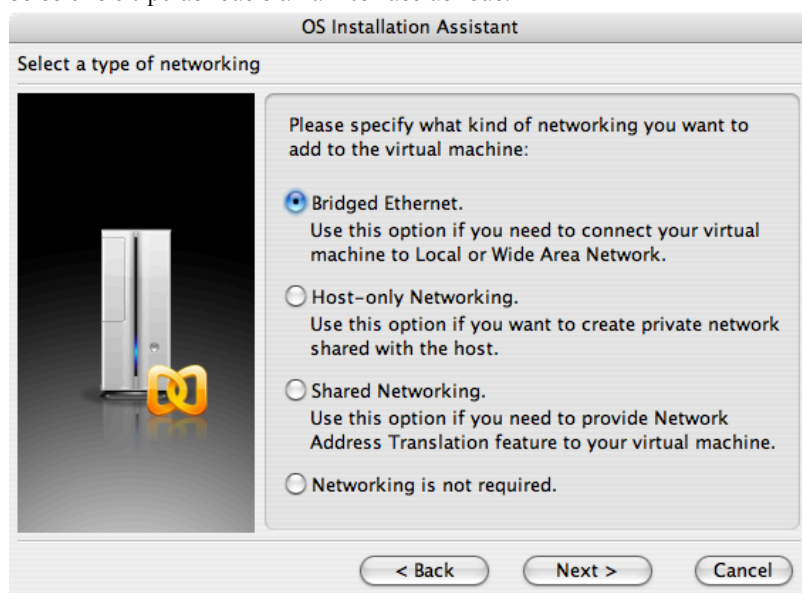 OS Installation Assistant
Select a type of networking
Please specify what kind of networking you want to
add to the virtual machine:
Bridged Ethernet.
Use this option if you need to connect your virtual
machine to Local or Wide Area Network.
Host-only Networking.
Use this option if you want to create private network
shared with the host.
Shared Networking.
Use this option if you need to provide Network
Address Translation feature to your virtual machine.
Networking is not required.
< Back
Next >
Cancel